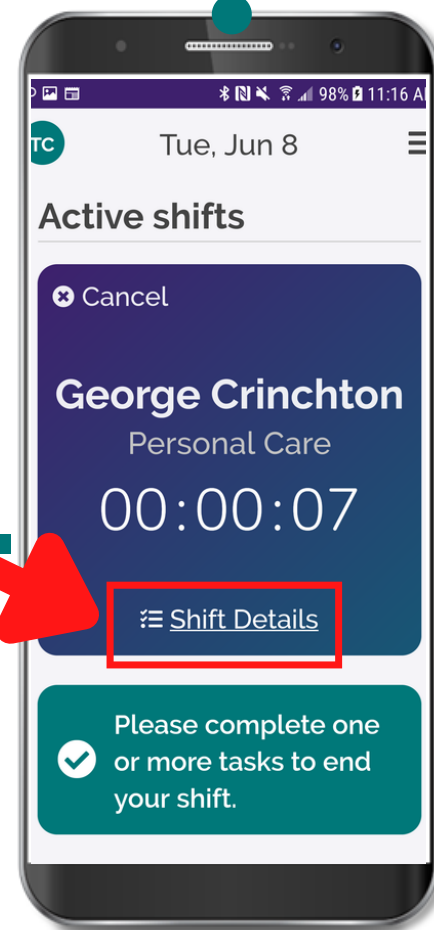 98% 11:16 A
TC
Tue, Jun 8
Active shifts
Cancel
George Crinchton
Personal Care
00:00:07
Shift Details
Please complete one
or more tasks to end
your shift.